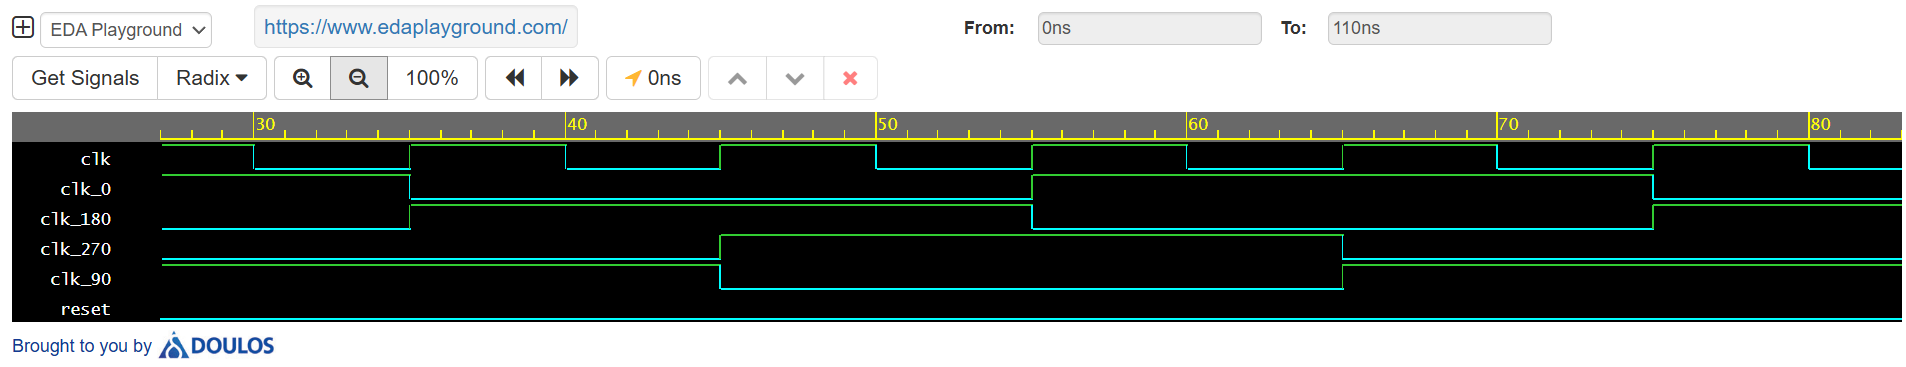 EDA Playground https://www.edaplayground.com/ From: 0ns To: 110ns
Get Signals Radix 100% 0ns
30 40 50 60 70 80
clk
clk_0
clk_180
clk_270
clk_90
reset
Brought to you by DOULOS